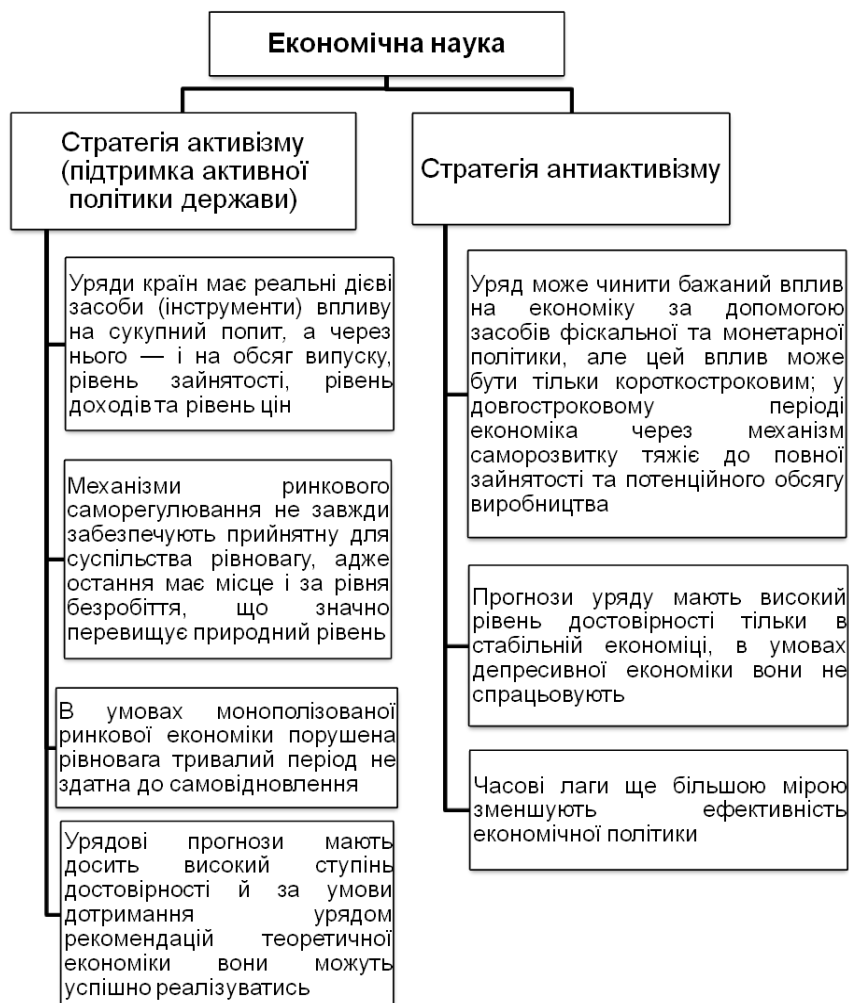 Економічна наука
Стратегія активізму
(підтримка активної
політики держави)
Уряди країн має реальні дієві
засоби (інструменти) впливу
на сукупний попит, а через
нього — і на обсяг випуску,
рівень зайнятості, рівень
доходів та рівень цін
Механізми ринкового
саморегулювання не завжди
забезпечують прийнятну для
суспільства рівновагу, адже
остання має місце і за рівня
безробіття, що значно
перевищує природний рівень
В умовах монополізованої
ринкової економіки порушена
рівновага тривалий період не
здатна до самовідновлення
Урядові прогнози мають
досить високий ступінь
достовірності й за умови
дотримання урядом
рекомендацій теоретичної
економіки вони можуть
успішно реалізуватись
Стратегія антиактивізму
Уряд може чинити бажаний вплив
на економіку за допомогою
засобів фіскальної та монетарної
політики, але цей вплив може
бути тільки короткостроковим; у
довгостроковому періоді
економіка через механізм
саморозвитку тяжіє до повної
зайнятості та потенційного обсягу
виробництва
Прогнози уряду мають високий
рівень достовірності тільки в
стабільній економіці, в умовах
депресивної економіки вони не
спрацьовують
Часові лаги ще більшою мірою
зменшують ефективність
економічної політики